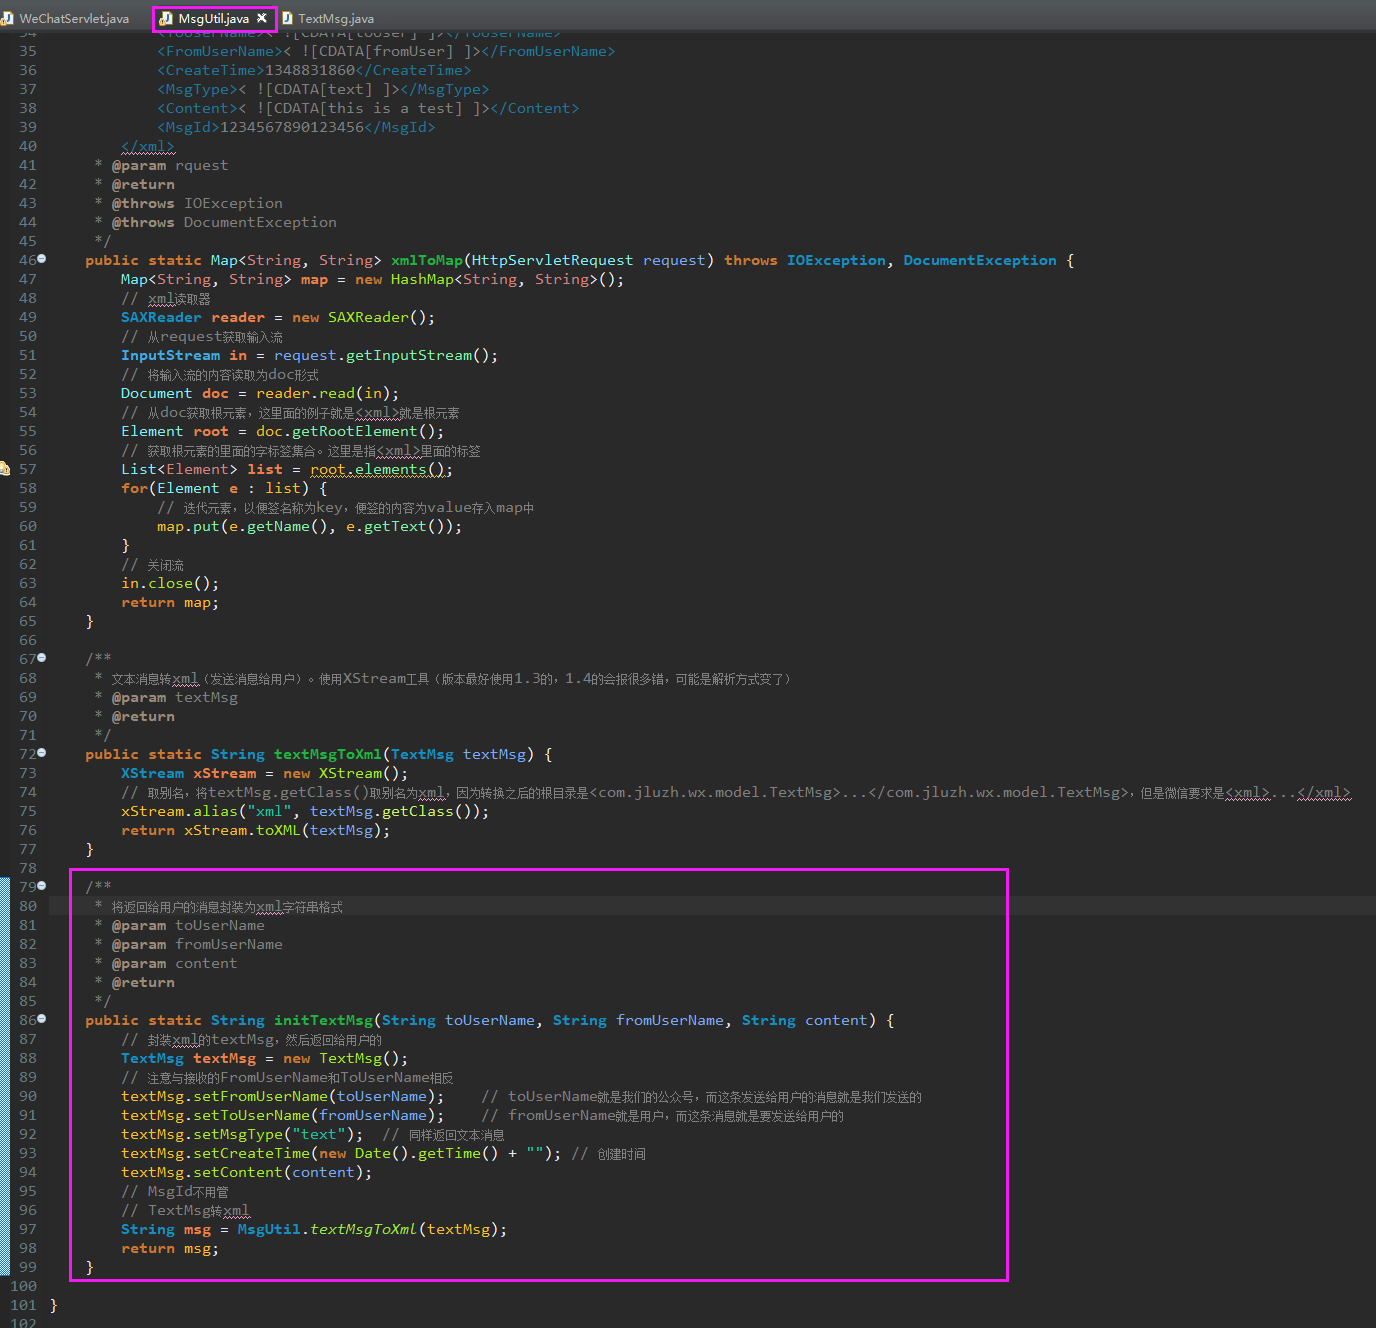 WeChatServlet.java MsgUtil.java TextMsg.java
34 <ToUserName>< ![CDATA[toUser] ]></ToUserName>
35 <FromUserName>< ![CDATA[fromUser] ]></FromUserName>
36 <CreateTime>1348831860</CreateTime>
37 <MsgType>< ![CDATA[text] ]></MsgType>
38 <Content>< ![CDATA[this is a test] ]></Content>
39 <MsgId>1234567890123456</MsgId>
40 </xml>
41 * @param rquest
42 * @return
43 * @throws IOException
44 * @throws DocumentException
45 */
46 public static Map<String, String> xmlToMap(HttpServletRequest request) throws IOException, DocumentException {
47 Map<String, String> map = new HashMap<String, String>();
48 // xml读取器
49 SAXReader reader = new SAXReader();
50 // 从request获取输入流
51 InputStream in = request.getInputStream();
52 // 将输入流的内容读取为doc形式
53 Document doc = reader.read(in);
54 // 从doc获取根元素，这里面的例子就是<xml>就是根元素
55 Element root = doc.getRootElement();
56 // 获取根元素的里面的字标签集合。这里是指<xml>里面的标签
57 List<Element> list = root.elements();
58 for(Element e : list) {
59 // 迭代元素，以便签名称为key，便签的内容为value存入map中
60 map.put(e.getName(), e.getText());
61 }
62 // 关闭流
63 in.close();
64 return map;
65 }
66
67 /**
68 * 文本消息转xml（发送消息给用户）。使用XStream工具（版本最好使用1.3的，1.4的会报很多错，可能是解析方式变了）
69 * @param textMsg
70 * @return
71 */
72 public static String textMsgToXml(TextMsg textMsg) {
73 XStream xStream = new XStream();
74 // 取别名，将textMsg.getClass()取别名为xml，因为转换之后的根目录是<com.jluzh.wx.model.TextMsg>...</com.jluzh.wx.model.TextMsg>，但是微信要求是<xml>...</xml>
75 xStream.alias("xml", textMsg.getClass());
76 return xStream.toXML(textMsg);
77 }
78
79 /**
80 * 将返回给用户的消息封装为xml字符串格式
81 * @param toUserName
82 * @param fromUserName
83 * @param content
84 * @return
85 */
86 public static String initTextMsg(String toUserName, String fromUserName, String content) {
87 // 封装xml的textMsg，然后返回给用户的
88 TextMsg textMsg = new TextMsg();
89 // 注意与接收的FromUserName和ToUserName相反
90 textMsg.setFromUserName(toUserName); // toUserName就是我们的公众号，而这条发送给用户的消息就是我们发送的
91 textMsg.setToUserName(fromUserName); // fromUserName就是用户，而这条消息就是要发送给用户的
92 textMsg.setMsgType("text"); // 同样返回文本消息
93 textMsg.setCreateTime(new Date().getTime() + ""); // 创建时间
94 textMsg.setContent(content);
95 // MsgId不用管
96 // TextMsg转xml
97 String msg = MsgUtil.textMsgToXml(textMsg);
98 return msg;
99 }
100
101 }
102